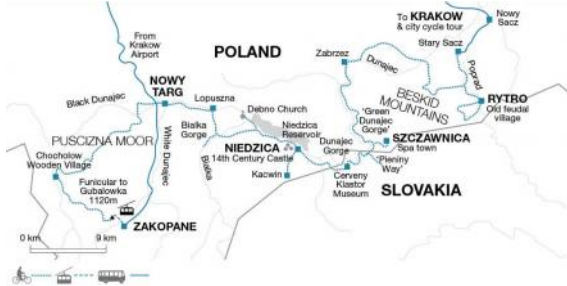 To KRAKOW
& city cycle tour
Nowy
Sacz
From
Krakow
Airport
POLAND
Zabrzez
Dunajec
Stary Sacz
Poprad
NOWY
TARG
Lopuszna
Black Dunajec
Debno Church
BESKID
MOUNTAINS
RYTRO
Old feudal
village
Bialka
Gorge
Niedzica
Reservoir
'Green
Dunajec
Gorge'
PUSCIZNA MOOR
White Dunajec
NIEDZICA
14th Century Castle
Dunajec
Gorge
SZCZAWNICA
Spa town
Chocholow
Wooden Village
Bialka
'Pieniny
Way'
Kacwin
Cerveny
Klastor
Museum
SLOVAKIA
Funicular to
Gubalowka
1120m
ZAKOPANE
0 km
9 km